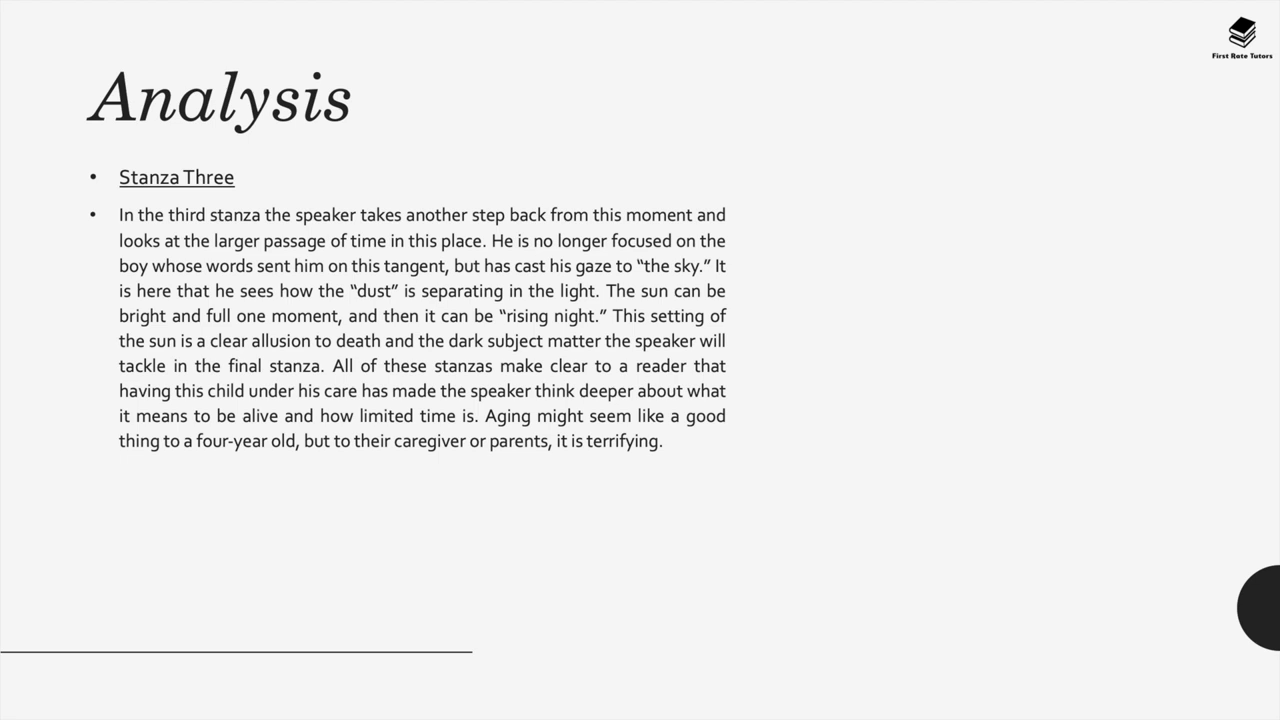 First Rate Tutors
Analysis
• Stanza Three
• In the third stanza the speaker takes another step back from this moment and
looks at the larger passage of time in this place. He is no longer focused on the
boy whose words sent him on this tangent, but has cast his gaze to “the sky.” It
is here that he sees how the “dust” is separating in the light. The sun can be
bright and full one moment, and then it can be “rising night.” This setting of
the sun is a clear allusion to death and the dark subject matter the speaker will
tackle in the final stanza. All of these stanzas make clear to a reader that
having this child under his care has made the speaker think deeper about what
it means to be alive and how limited time is. Aging might seem like a good
thing to a four-year old, but to their caregiver or parents, it is terrifying.